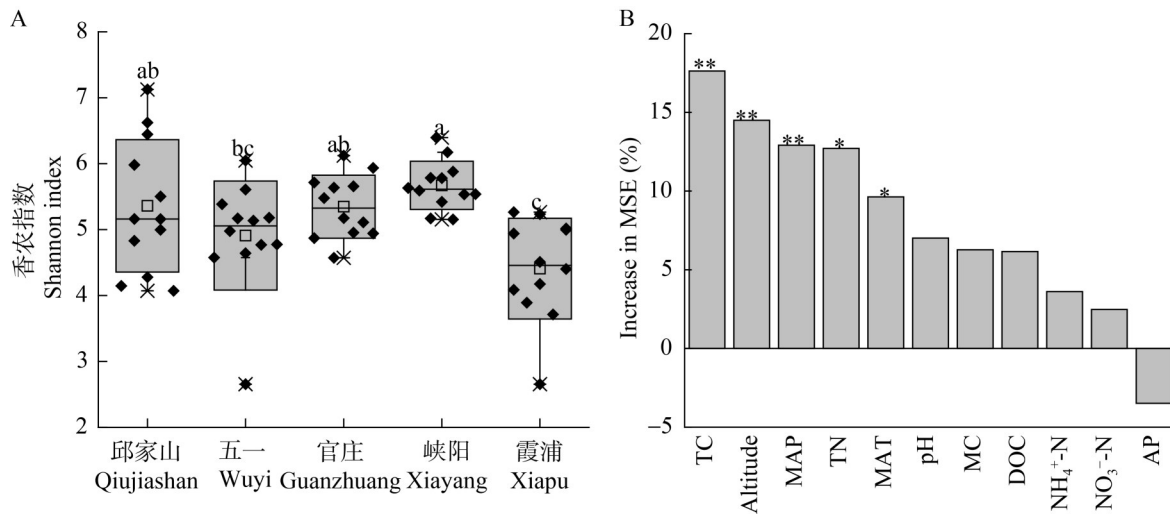 A
香农指数
Shannon index
8
7
6
5
4
3
2
ab
bc
ab
a
c
邱家山
Qiujiashan
五一
Wuyi
官庄
Guanzhuang
峡阳
Xiayang
霞浦
Xiapu
B
Increase in MSE (%)
20
15
10
5
0
−5
**
**
**
*
*
TC
Altitude
MAP
TN
MAT
pH
MC
DOC
NH₄⁺-N
NO₃⁻-N
AP